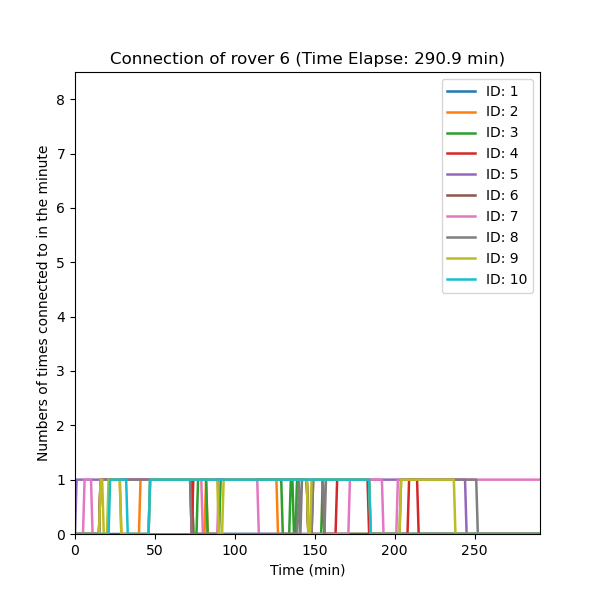 Connection of rover 6 (Time Elapse: 290.9 min)
Numbers of times connected to in the minute
8
7
6
5
4
3
2
1
0
ID: 1
ID: 2
ID: 3
ID: 4
ID: 5
ID: 6
ID: 7
ID: 8
ID: 9
ID: 10
0 50 100 150 200 250
Time (min)